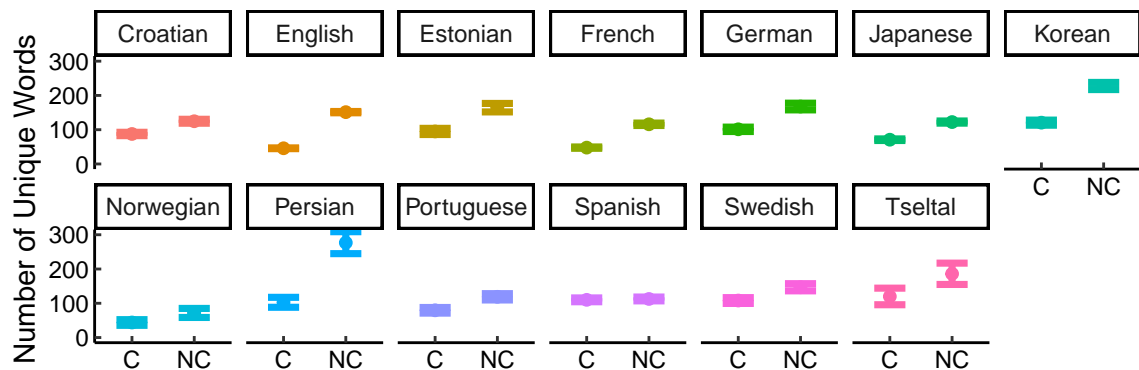 Number of Unique Words
Croatian English Estonian French German Japanese Korean
300
200
100
0
C NC
Norwegian Persian Portuguese Spanish Swedish Tseltal
300
200
100
0
C NC C NC C NC C NC C NC C NC